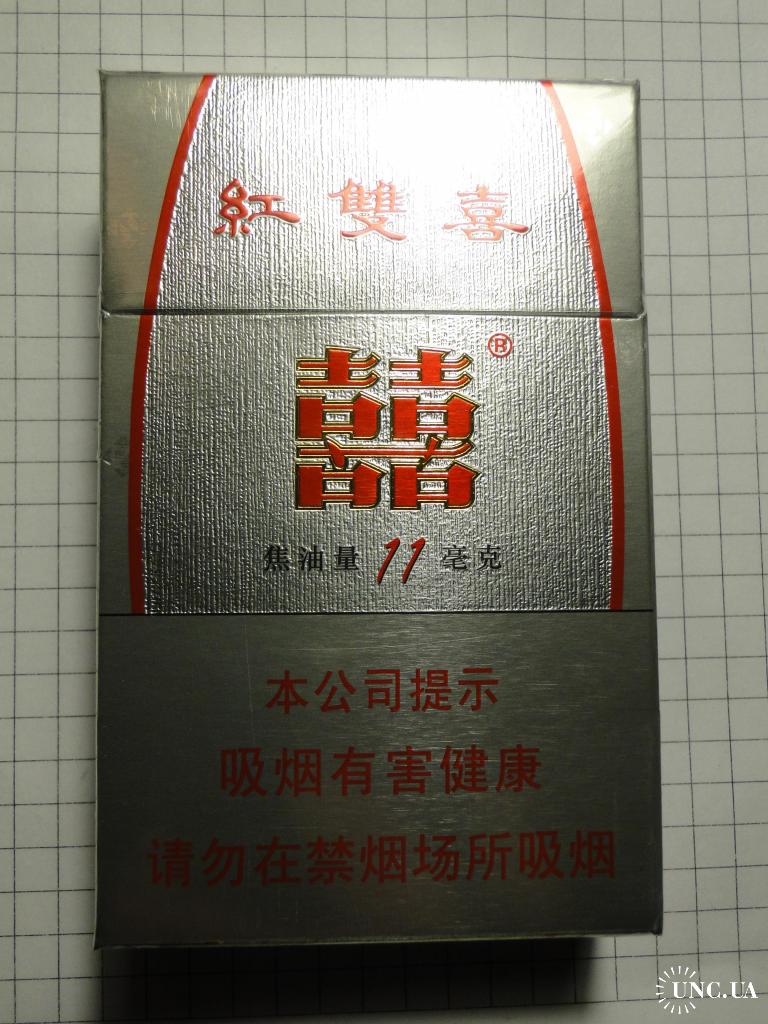 紅雙喜
囍®
焦油量 11 毫克
本公司提示
吸烟有害健康
请勿在禁烟场所吸烟
UNC.UA